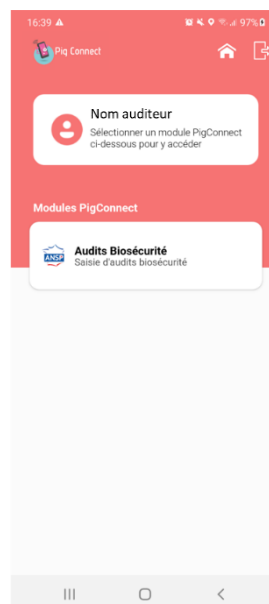 16:39
97%
Pig Connect
Nom auditeur
Sélectionner un module PigConnect
ci-dessous pour y accéder
Modules PigConnect
ANSP
Audits Biosécurité
Saisie d'audits biosécurité